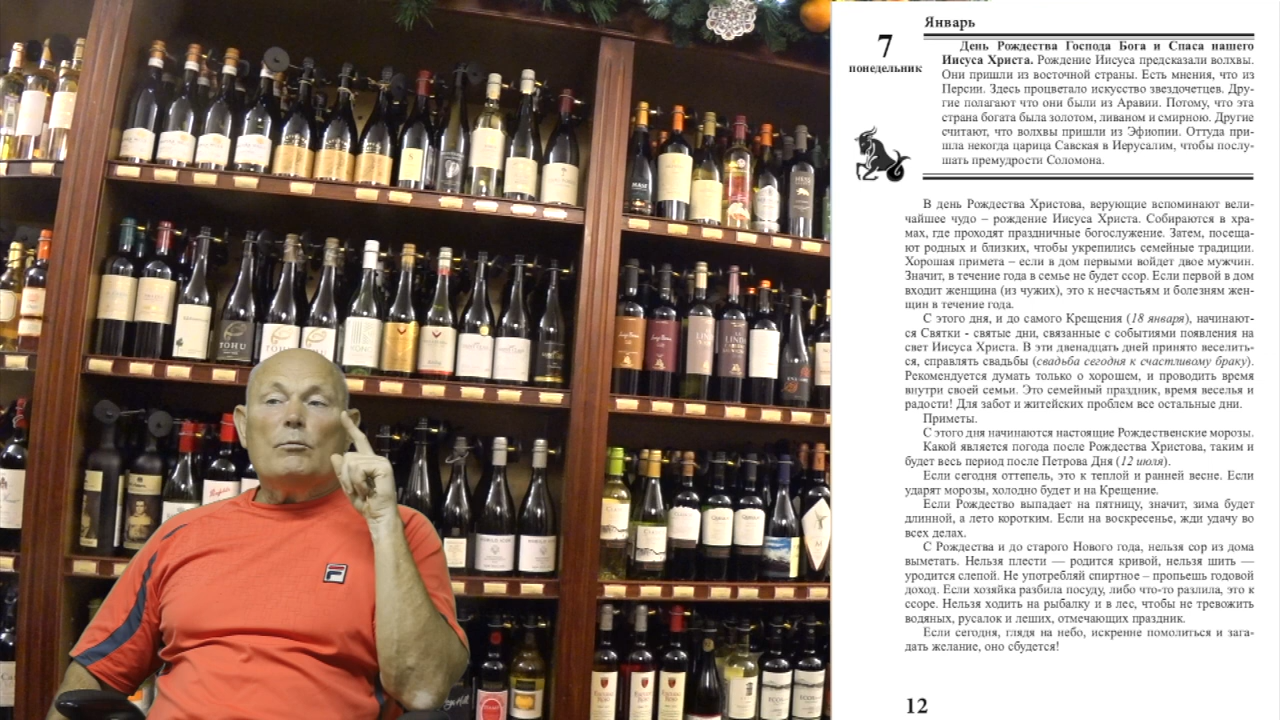 Январь
7
понедельник
День Рождества Господа Бога и Спаса нашего
Иисуса Христа. Рождение Иисуса предсказали волхвы.
Они пришли из восточной страны. Есть мнения, что из
Персии. Здесь процветало искусство звездочетцев. Дру-
гие полагают что они были из Аравии. Потому, что эта
страна богата была золотом, ливаном и смирною. Другие
считают, что волхвы пришли из Эфиопии. Оттуда при-
шла некогда царица Савская в Иерусалим, чтобы послу-
шать премудрости Соломона.
В день Рождества Христова, верующие вспоминают вели-
чайшее чудо – рождение Иисуса Христа. Собираются в хра-
мах, где проходят праздничные богослужение. Затем, посеща-
ют родных и близких, чтобы укрепились семейные традиции.
Хорошая примета – если в дом первыми войдет двое мужчин.
Значит, в течение года в семье не будет ссор. Если первой в дом
входит женщина (из чужих), это к несчастьям и болезням жен-
щин в течение года.
С этого дня, и до самого Крещения (18 января), начинают-
ся Святки - святые дни, связанные с событиями появления на
свет Иисуса Христа. В эти двенадцать дней принято веселить-
ся, справлять свадьбы (свадьба сегодня к счастливому браку).
Рекомендуется думать только о хорошем, и проводить время
внутри своей семьи. Это семейный праздник, время веселья и
радости! Для забот и житейских проблем все остальные дни.
Приметы.
С этого дня начинаются настоящие Рождественские морозы.
Какой является погода после Рождества Христова, таким и
будет весь период после Петрова Дня (12 июля).
Если сегодня оттепель, это к теплой и ранней весне. Если
ударят морозы, холодно будет и на Крещение.
Если Рождество выпадает на пятницу, значит, зима будет
длинной, а лето коротким. Если на воскресенье, жди удачу во
всех делах.
С Рождества и до старого Нового года, нельзя сор из дома
выметать. Нельзя плести — родится кривой, нельзя шить —
уродится слепой. Не употребляй спиртное – пропьешь годовой
доход. Если хозяйка разбила посуду, либо что-то разлила, это к
ссоре. Нельзя ходить на рыбалку и в лес, чтобы не тревожить
водяных, русалок и леших, отмечающих праздник.
Если сегодня, глядя на небо, искренне помолиться и зага-
дать желание, оно сбудется!
12
TOHU
FILA